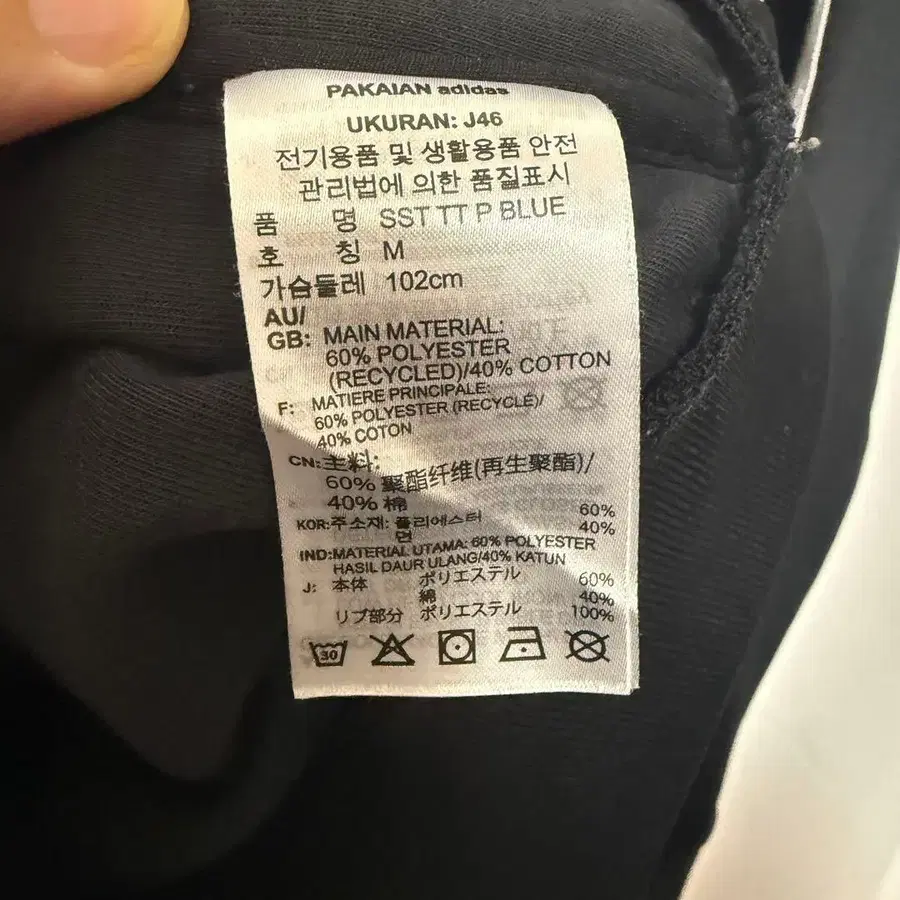 PAKAIAN adidas
UKURAN: J46
전기용품 및 생활용품 안전
관리법에 의한 품질표시
품 명 SST TT P BLUE
호 칭 M
가슴둘레 102cm
AU/
GB: MAIN MATERIAL:
60% POLYESTER
(RECYCLED)/40% COTTON
F: MATIERE PRINCIPALE:
60% POLYESTER (RECYCLÉ)/
40% COTON
CN:主料:
60% 聚酯纤维(再生聚酯)/
40% 棉
KOR:주소재: 폴리에스터 60%
면 40%
IND:MATERIAL UTAMA: 60% POLYESTER
HASIL DAUR ULANG/40% KATUN
J: 本体 ポリエステル 60%
綿 40%
リブ部分 ポリエステル 100%
30